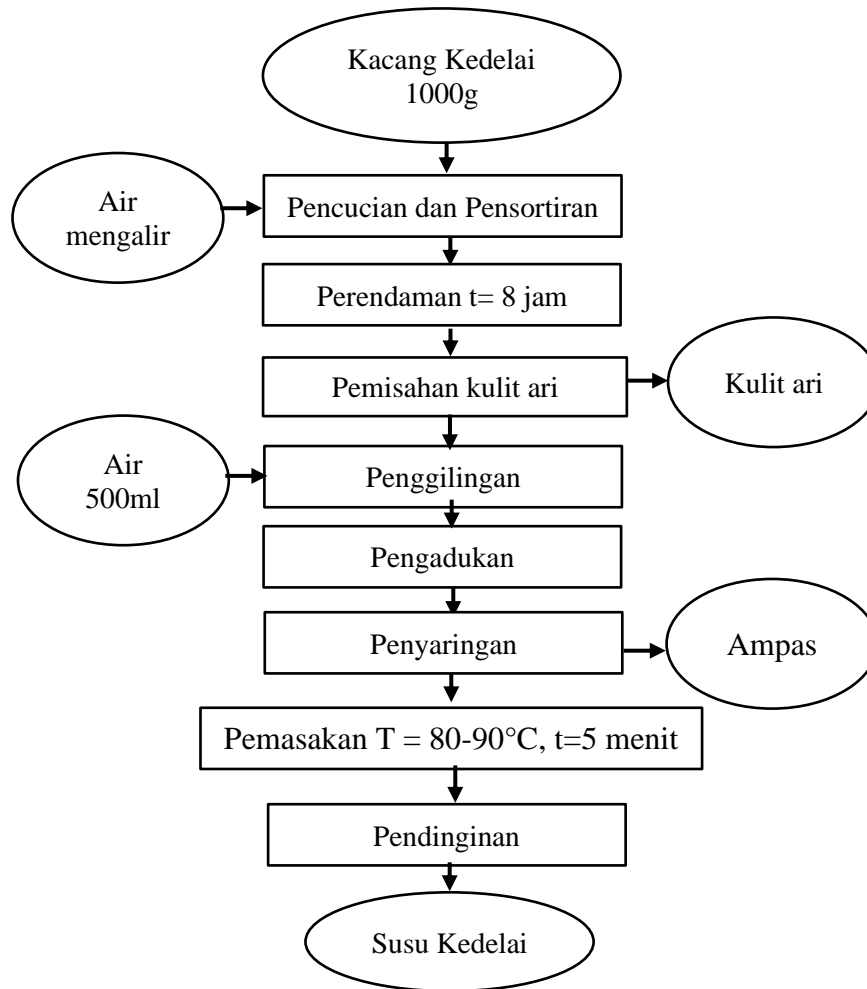 Kacang Kedelai
1000g
Air
mengalir
Pencucian dan Pensortiran
Perendaman t= 8 jam
Pemisahan kulit ari
Kulit ari
Air
500ml
Penggilingan
Pengadukan
Penyaringan
Ampas
Pemasakan T = 80-90°C, t=5 menit
Pendinginan
Susu Kedelai